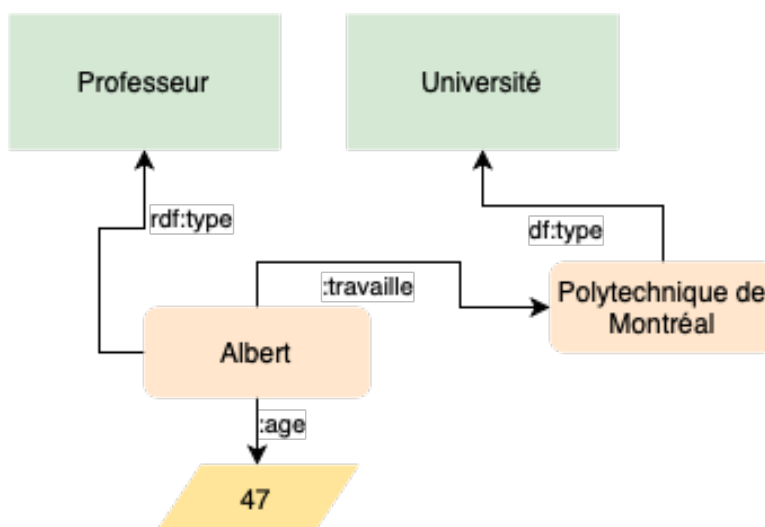 Professeur
Université
rdf:type
df:type
:travaille
Polytechnique de
Montréal
Albert
:age
47